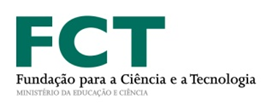 FCT
Fundação para a Ciência e a Tecnologia
MINISTÉRIO DA EDUCAÇÃO E CIÊNCIA